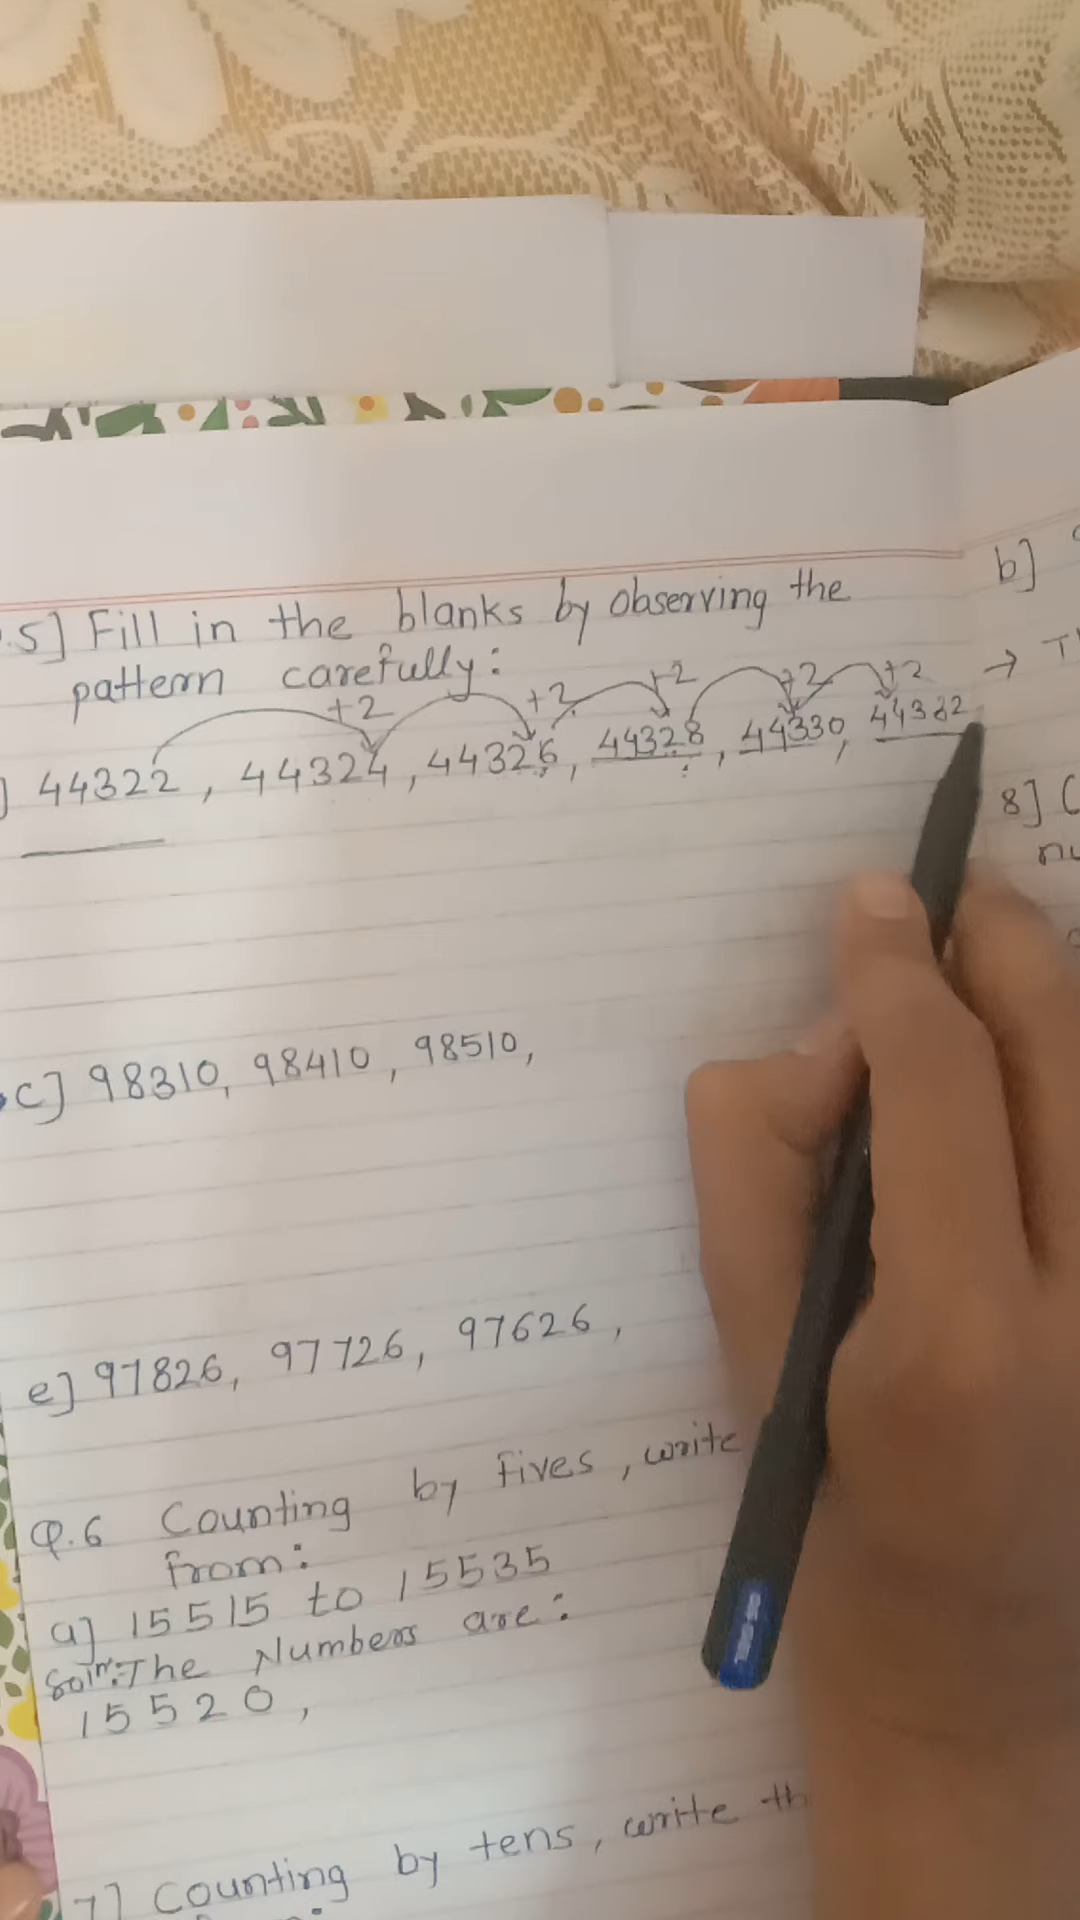 .5] Fill in the blanks by observing the
pattern carefully:
+2 +2 +2 +2 +2
] 44322, 44324, 44326, 44328, 44330, 44332
c] 98310, 98410, 98510,
e] 97826, 97726, 97626,
Q.6 Counting by fives, write
from:
a] 15515 to 15535
Soln:The Numbers are:
15520,
7] Counting by tens, write th
b]
→ T
8] C
nu